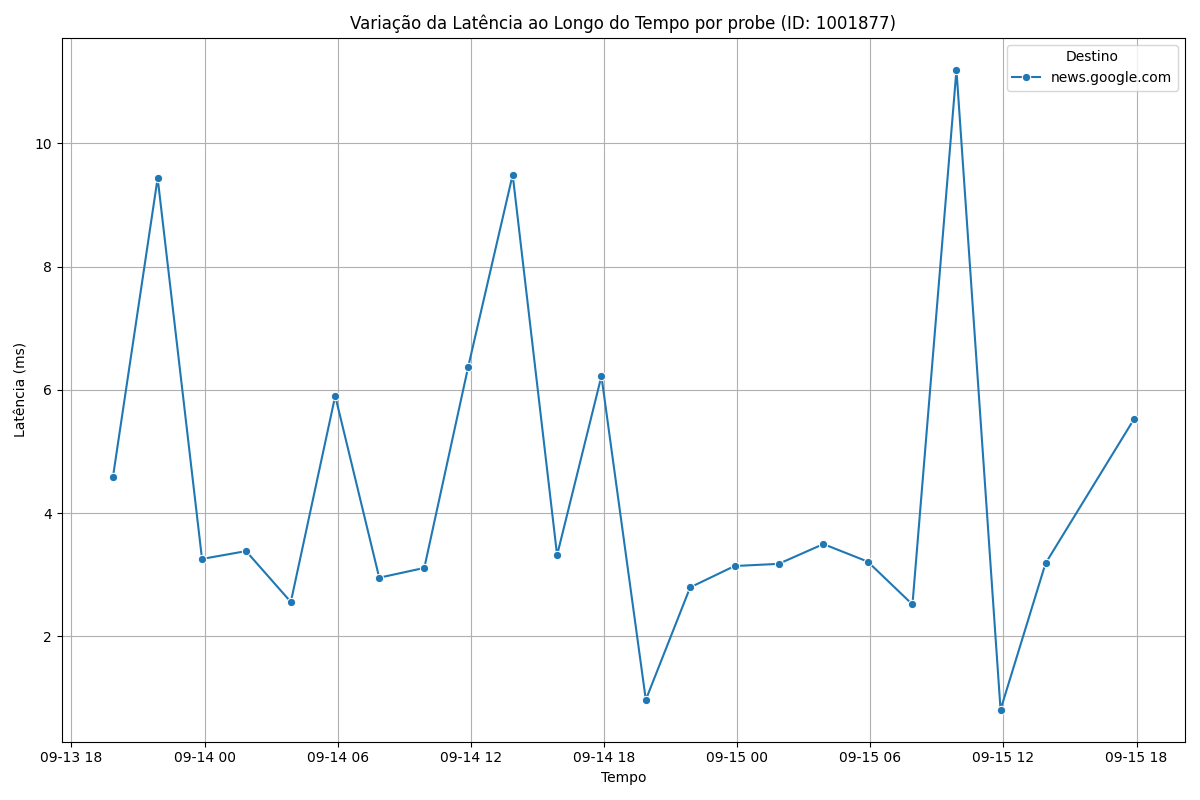 Variação da Latência ao Longo do Tempo por probe (ID: 1001877)
Destino
news.google.com
Latência (ms)
10
8
6
4
2
09-13 18
09-14 00
09-14 06
09-14 12
09-14 18
09-15 00
09-15 06
09-15 12
09-15 18
Tempo